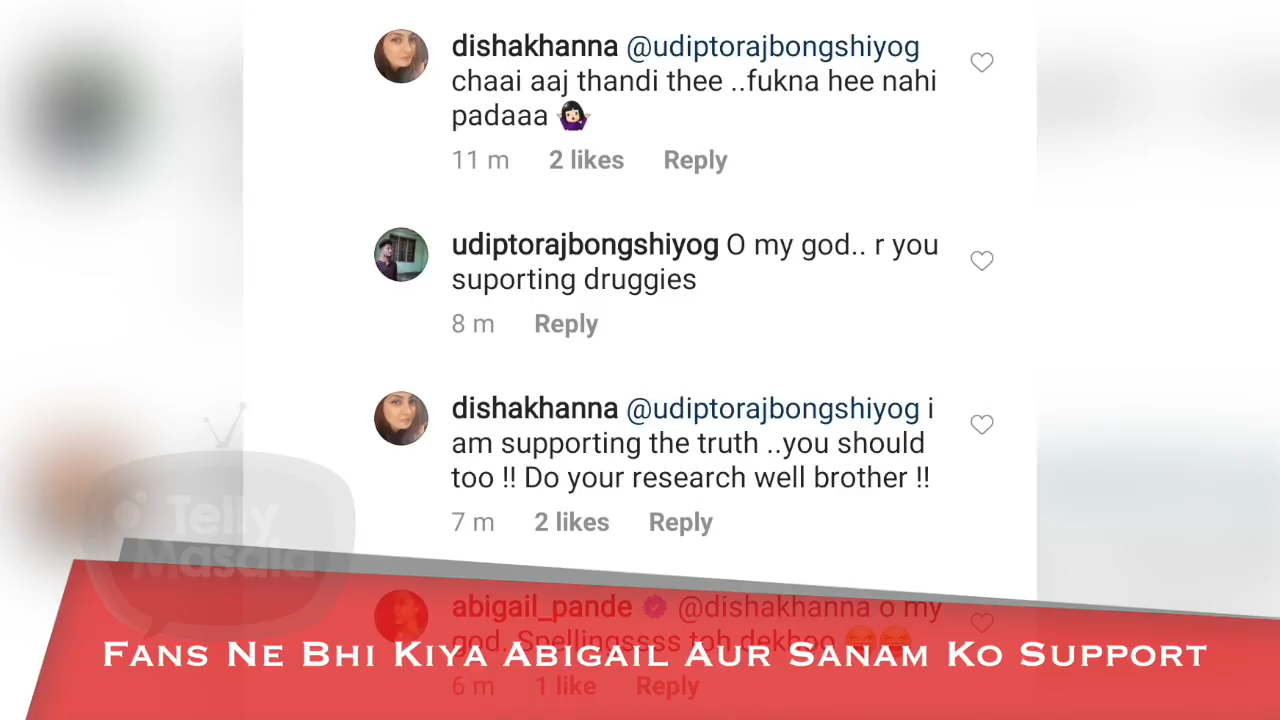 dishakhanna @udiptorajbongshiyog
chaai aaj thandi thee ..fukna hee nahi
padaaa 🤷🏻‍♀️
11 m 2 likes Reply
udiptorajbongshiyog O my god.. r you
suporting druggies
8 m Reply
dishakhanna @udiptorajbongshiyog i
am supporting the truth ..you should
too !! Do your research well brother !!
7 m 2 likes Reply
Telly
Masala
abigail_pande @dishakhanna o my
god. Spellingssss toh dekhoo 😆😆
6 m 1 like Reply
Fans Ne Bhi Kiya Abigail Aur Sanam Ko Support